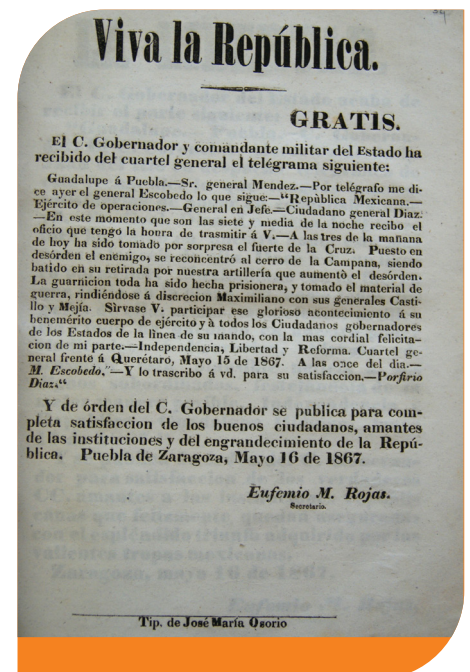 Viva la República.
GRATIS.
El C. Gobernador y comandante militar del Estado ha
recibido del cuartel general el telégrama siguiente:
Guadalupe á Puebla.—Sr. general Mendez.—Por telégrafo me di-
ce ayer el general Escobedo lo que sigue:—"Repùblica Mexicana.—
Ejército de operaciones.—General en Jefe.—Ciudadano general Diaz.
—En este momento que son las siete y media de la noche recibo el
oficio que tengo la honra de trasmitir á V.—A las tres de la mañana
de hoy ha sido tomado por sorpresa el fuerte de la Cruz. Puesto en
desórden el enemigo, se reconcentró al cerro de la Campana, siendo
batido en su retirada por nuestra artillería que aumentò el desórden.
La guarnicion toda ha sido hecha prisionera, y tomado el material de
guerra, rindiéndose á discrecion Maximiliano con sus generales Casti-
llo y Mejía. Sìrvase V. participar ese glorioso acontecimiento á su
benemérito cuerpo de ejército y à todos los Ciudadanos gobernadores
de los Estados de la línea de su mando, con la mas cordial felicita-
cion de mi parte.—Independencia, Libertad y Reforma. Cuartel ge-
neral frente á Querétaro, Mayo 15 de 1867. A las once del dia.—
M. Escobedo."—Y lo trascribo á vd. para su satisfaccion.—Porfirio
Diaz."
Y de órden del C. Gobernador se publica para com-
pleta satisfaccion de los buenos ciudadanos, amantes
de las instituciones y del engrandecimiento de la Repú-
blica. Puebla de Zaragoza, Mayo 16 de 1867.
Eufemio M. Rojas.
Secretario.
Tip. de José María Osorio